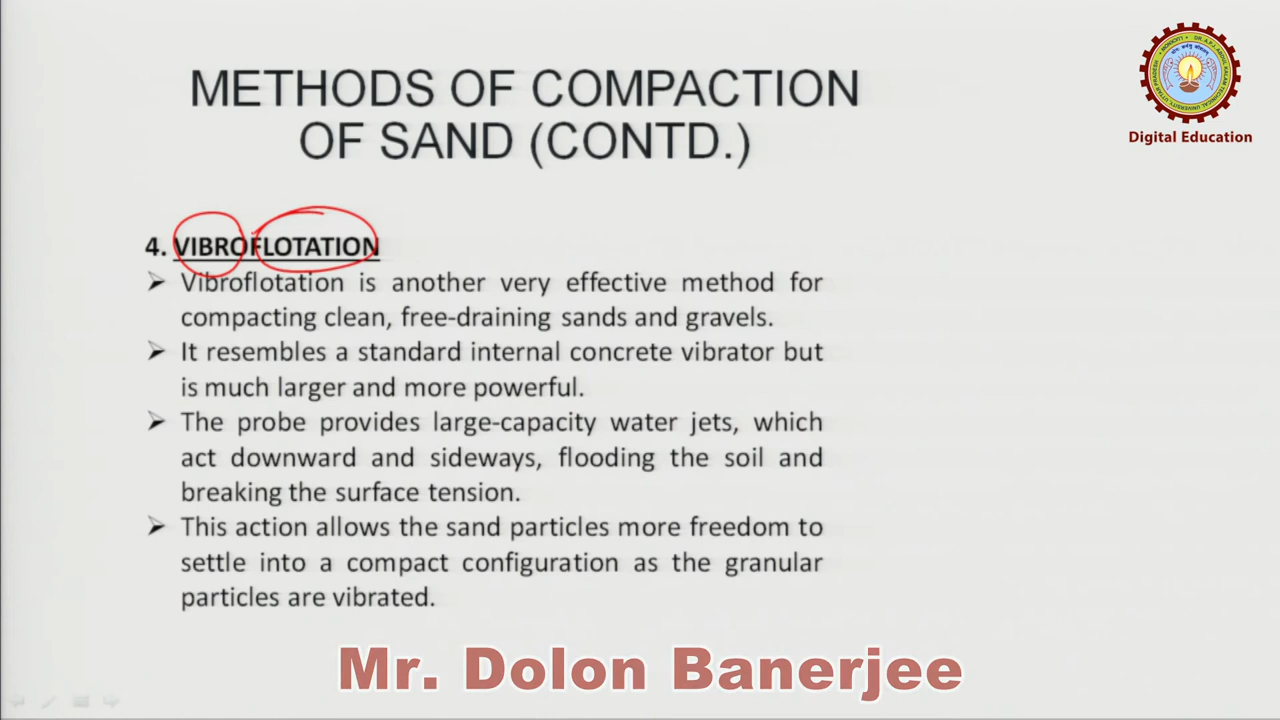 METHODS OF COMPACTION
OF SAND (CONTD.)
Digital Education
4. VIBROFLOTATION
➢ Vibroflotation is another very effective method for
compacting clean, free-draining sands and gravels.
➢ It resembles a standard internal concrete vibrator but
is much larger and more powerful.
➢ The probe provides large-capacity water jets, which
act downward and sideways, flooding the soil and
breaking the surface tension.
➢ This action allows the sand particles more freedom to
settle into a compact configuration as the granular
particles are vibrated.
Mr. Dolon Banerjee